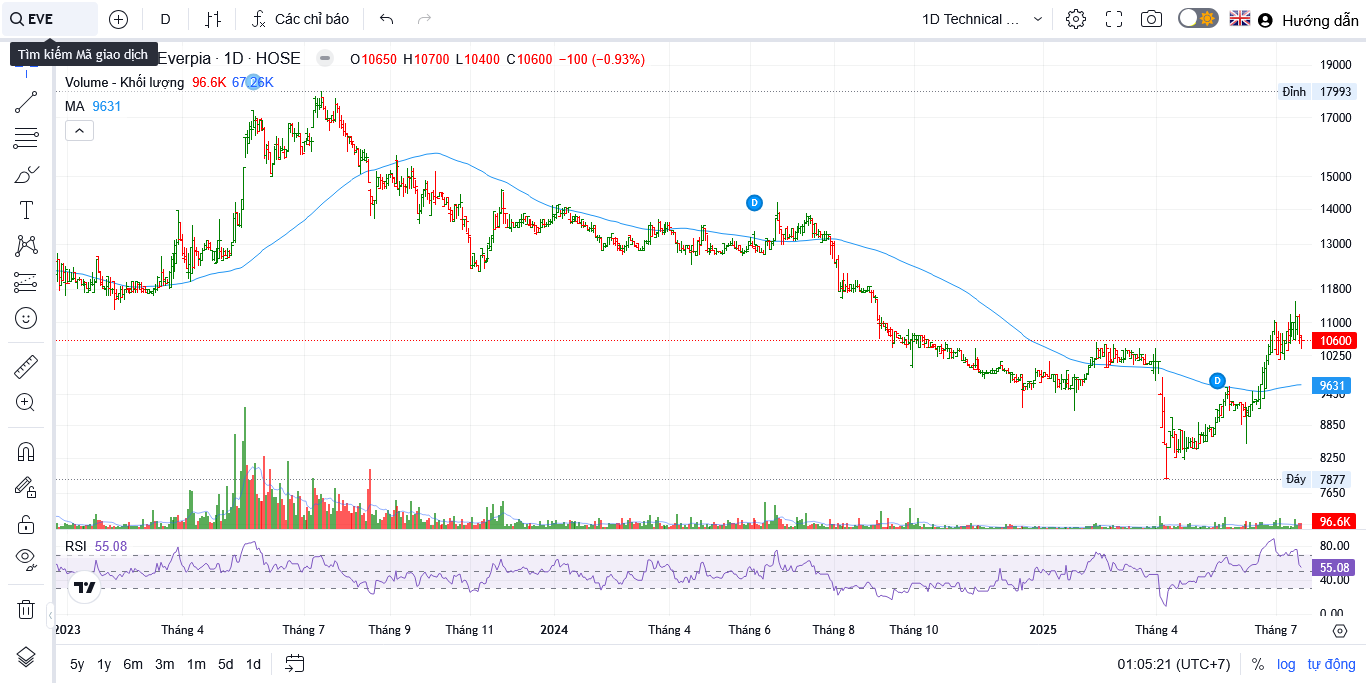 EVE D Các chỉ báo 1D Technical ... Hướng dẫn
Tìm kiếm Mã giao dịch
Everpia · 1D · HOSE O10650 H10700 L10400 C10600 −100 (−0.93%)
Volume - Khối lượng 96.6K 67.26K
MA 9631
19000
Đỉnh 17993
17000
15000
14000
D
13000
11800
11000
10600
10250
D
9631
9450
8850
8250
Đáy 7877
7650
96.6K
RSI 55.08
80.00
55.08
40.00
0.00
2023 Tháng 4 Tháng 7 Tháng 9 Tháng 11 2024 Tháng 4 Tháng 6 Tháng 8 Tháng 10 2025 Tháng 4 Tháng 7
5y 1y 6m 3m 1m 5d 1d 01:05:21 (UTC+7) % log tự động